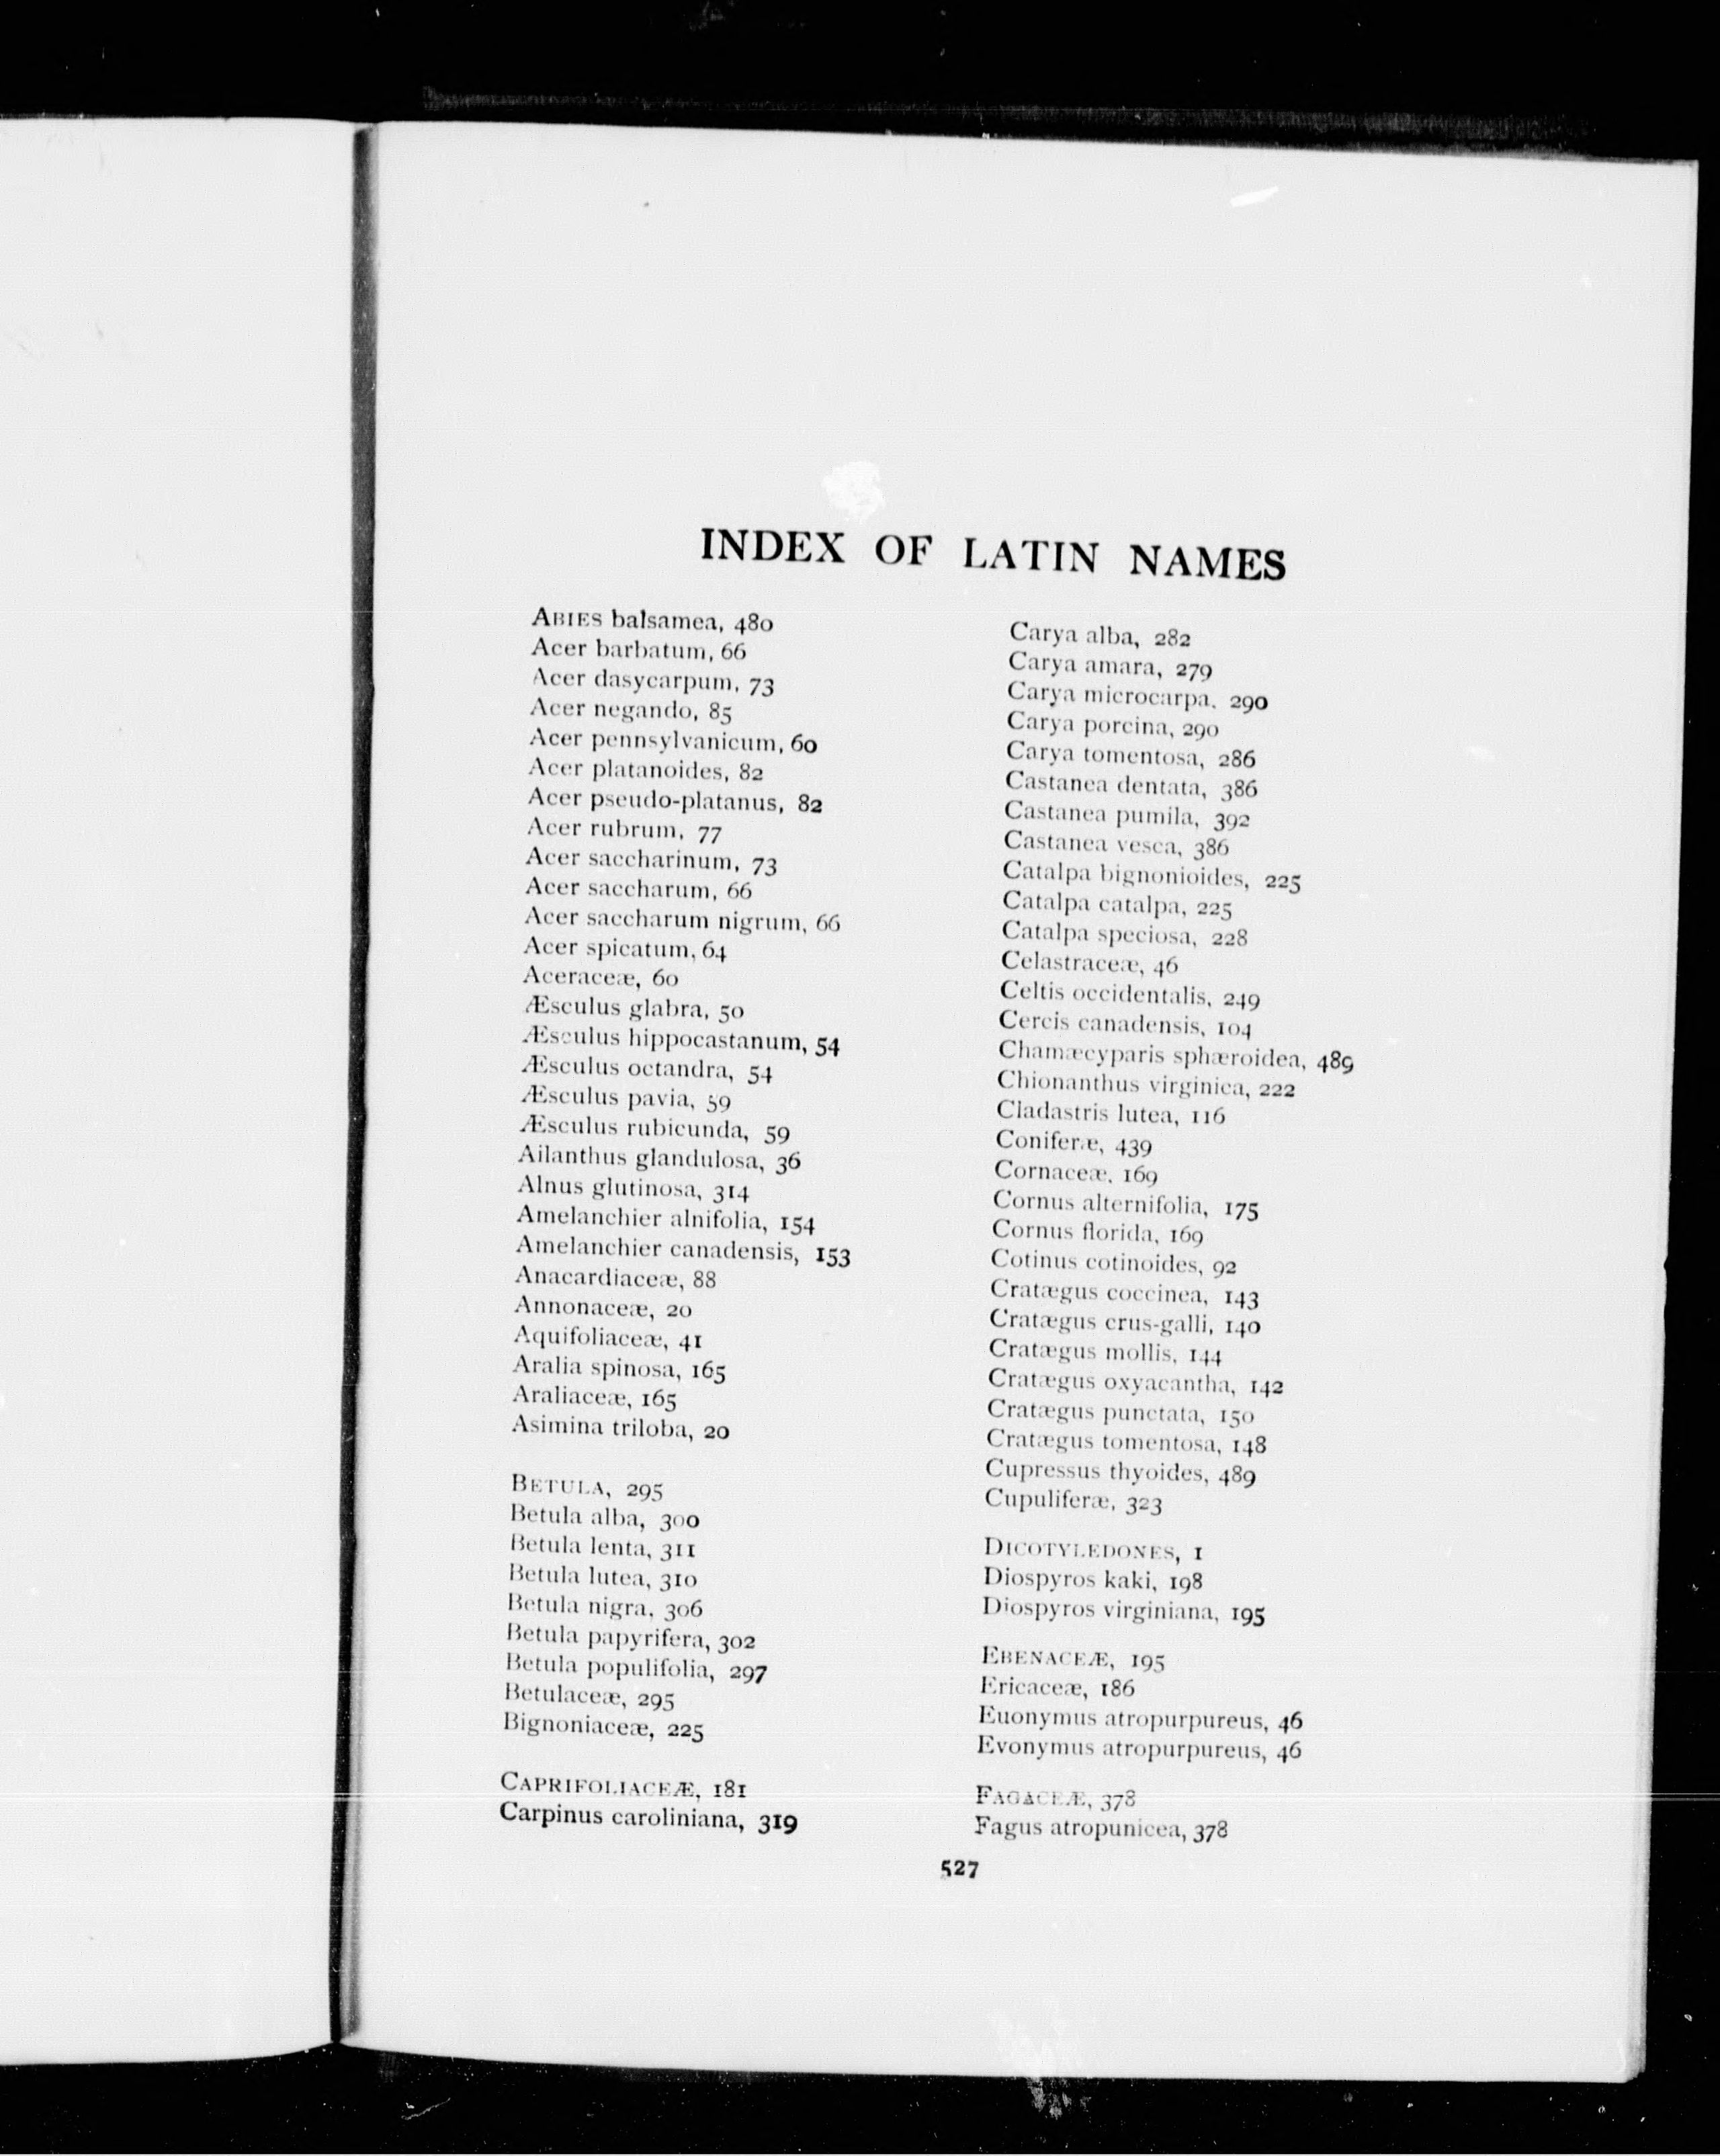 INDEX OF LATIN NAMES
ABIES balsamea, 480
Acer barbatum, 66
Acer dasycarpum, 73
Acer negando, 85
Acer pennsylvanicum, 60
Acer platanoides, 82
Acer pseudo-platanus, 82
Acer rubrum, 77
Acer saccharinum, 73
Acer saccharum, 66
Acer saccharum nigrum, 66
Acer spicatum, 64
Aceraceæ, 60
Æsculus glabra, 50
Æsculus hippocastanum, 54
Æsculus octandra, 54
Æsculus pavia, 59
Æsculus rubicunda, 59
Ailanthus glandulosa, 36
Alnus glutinosa, 314
Amelanchier alnifolia, 154
Amelanchier canadensis, 153
Anacardiaceæ, 88
Annonaceæ, 20
Aquifoliaceæ, 41
Aralia spinosa, 165
Araliaceæ, 165
Asimina triloba, 20
BETULA, 295
Betula alba, 300
Betula lenta, 311
Betula lutea, 310
Betula nigra, 306
Betula papyrifera, 302
Betula populifolia, 297
Betulaceæ, 295
Bignoniaceæ, 225
CAPRIFOLIACEÆ, 181
Carpinus caroliniana, 319
Carya alba, 282
Carya amara, 279
Carya microcarpa, 290
Carya porcina, 290
Carya tomentosa, 286
Castanea dentata, 386
Castanea pumila, 392
Castanea vesca, 386
Catalpa bignonioides, 225
Catalpa catalpa, 225
Catalpa speciosa, 228
Celastraceæ, 46
Celtis occidentalis, 249
Cercis canadensis, 104
Chamæcyparis sphæroidea, 489
Chionanthus virginica, 222
Cladastris lutea, 116
Coniferæ, 439
Cornaceæ, 169
Cornus alternifolia, 175
Cornus florida, 169
Cotinus cotinoides, 92
Cratægus coccinea, 143
Cratægus crus-galli, 140
Cratægus mollis, 144
Cratægus oxyacantha, 142
Cratægus punctata, 150
Cratægus tomentosa, 148
Cupressus thyoides, 489
Cupuliferæ, 323
DICOTYLEDONES, 1
Diospyros kaki, 198
Diospyros virginiana, 195
EBENACEÆ, 195
Ericaceæ, 186
Euonymus atropurpureus, 46
Evonymus atropurpureus, 46
FAGACEÆ, 378
Fagus atropunicea, 378
527